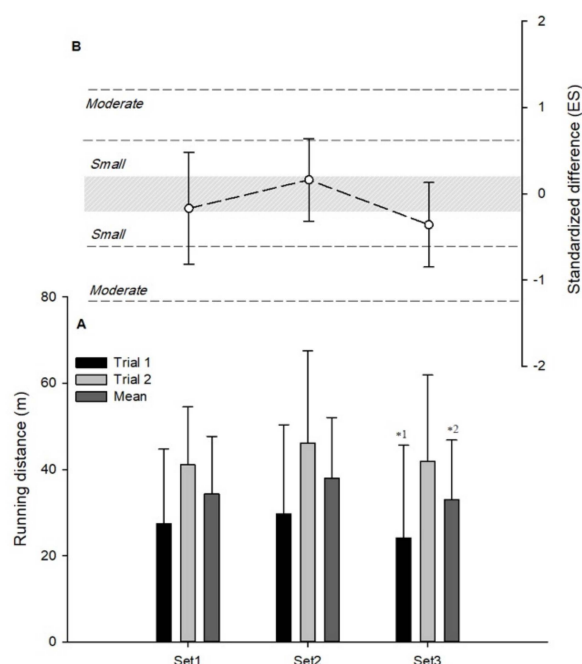 B
2
Moderate
1
Small
0
Small
-1
Moderate
-2
Standardized difference (ES)
80
A
Trial 1
Trial 2
Mean
60
*1
*2
40
20
0
Running distance (m)
Set1
Set2
Set3